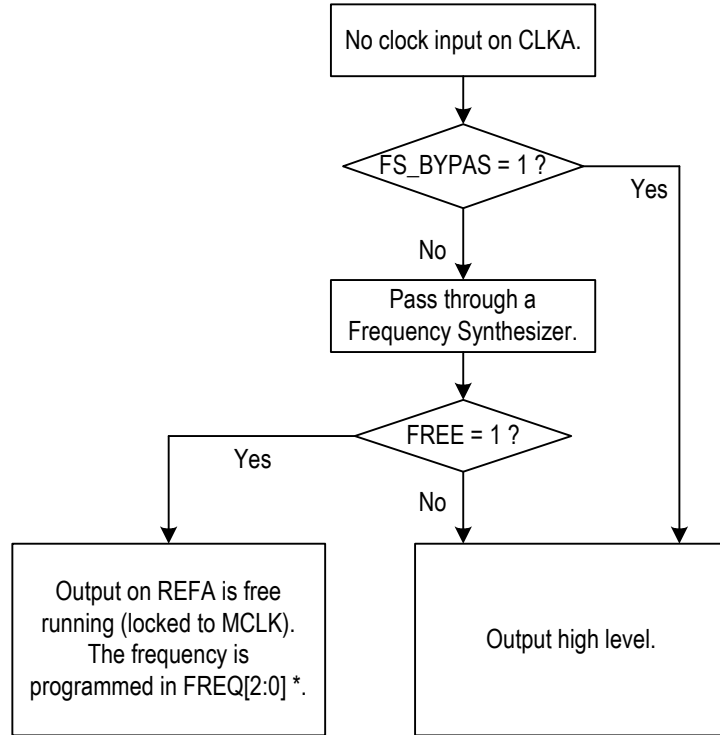 No clock input on CLKA.
FS_BYPAS = 1 ?
Yes
No
Pass through a
Frequency Synthesizer.
FREE = 1 ?
Yes
No
Output on REFA is free
running (locked to MCLK).
The frequency is
programmed in FREQ[2:0] *.
Output high level.